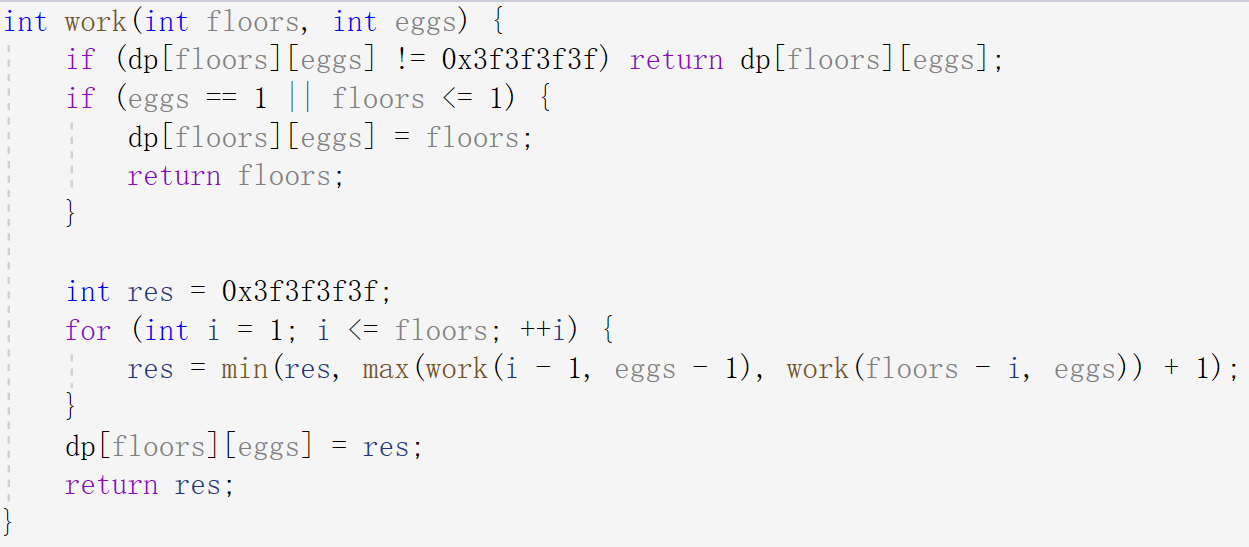 int work(int floors, int eggs) {
    if (dp[floors][eggs] != 0x3f3f3f3f) return dp[floors][eggs];
    if (eggs == 1 || floors <= 1) {
        dp[floors][eggs] = floors;
        return floors;
    }

    int res = 0x3f3f3f3f;
    for (int i = 1; i <= floors; ++i) {
        res = min(res, max(work(i - 1, eggs - 1), work(floors - i, eggs)) + 1);
    }
    dp[floors][eggs] = res;
    return res;
}